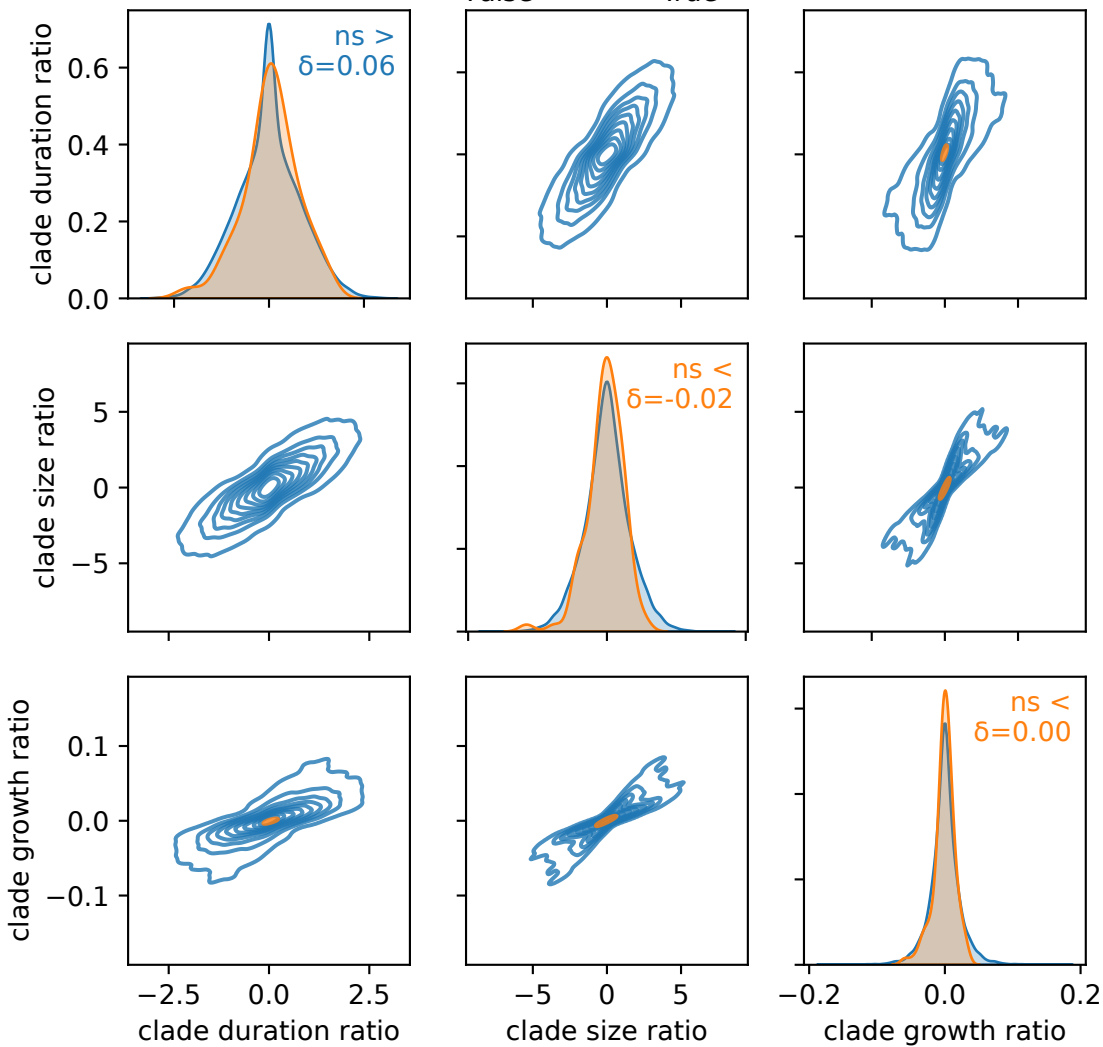 clade duration ratio
0.6
0.4
0.2
0.0
ns >
δ=0.06
clade size ratio
5
0
−5
ns <
δ=-0.02
clade growth ratio
0.1
0.0
−0.1
ns <
δ=0.00
−2.5 0.0 2.5
−5 0 5
−0.2 0.0 0.2
clade duration ratio
clade size ratio
clade growth ratio